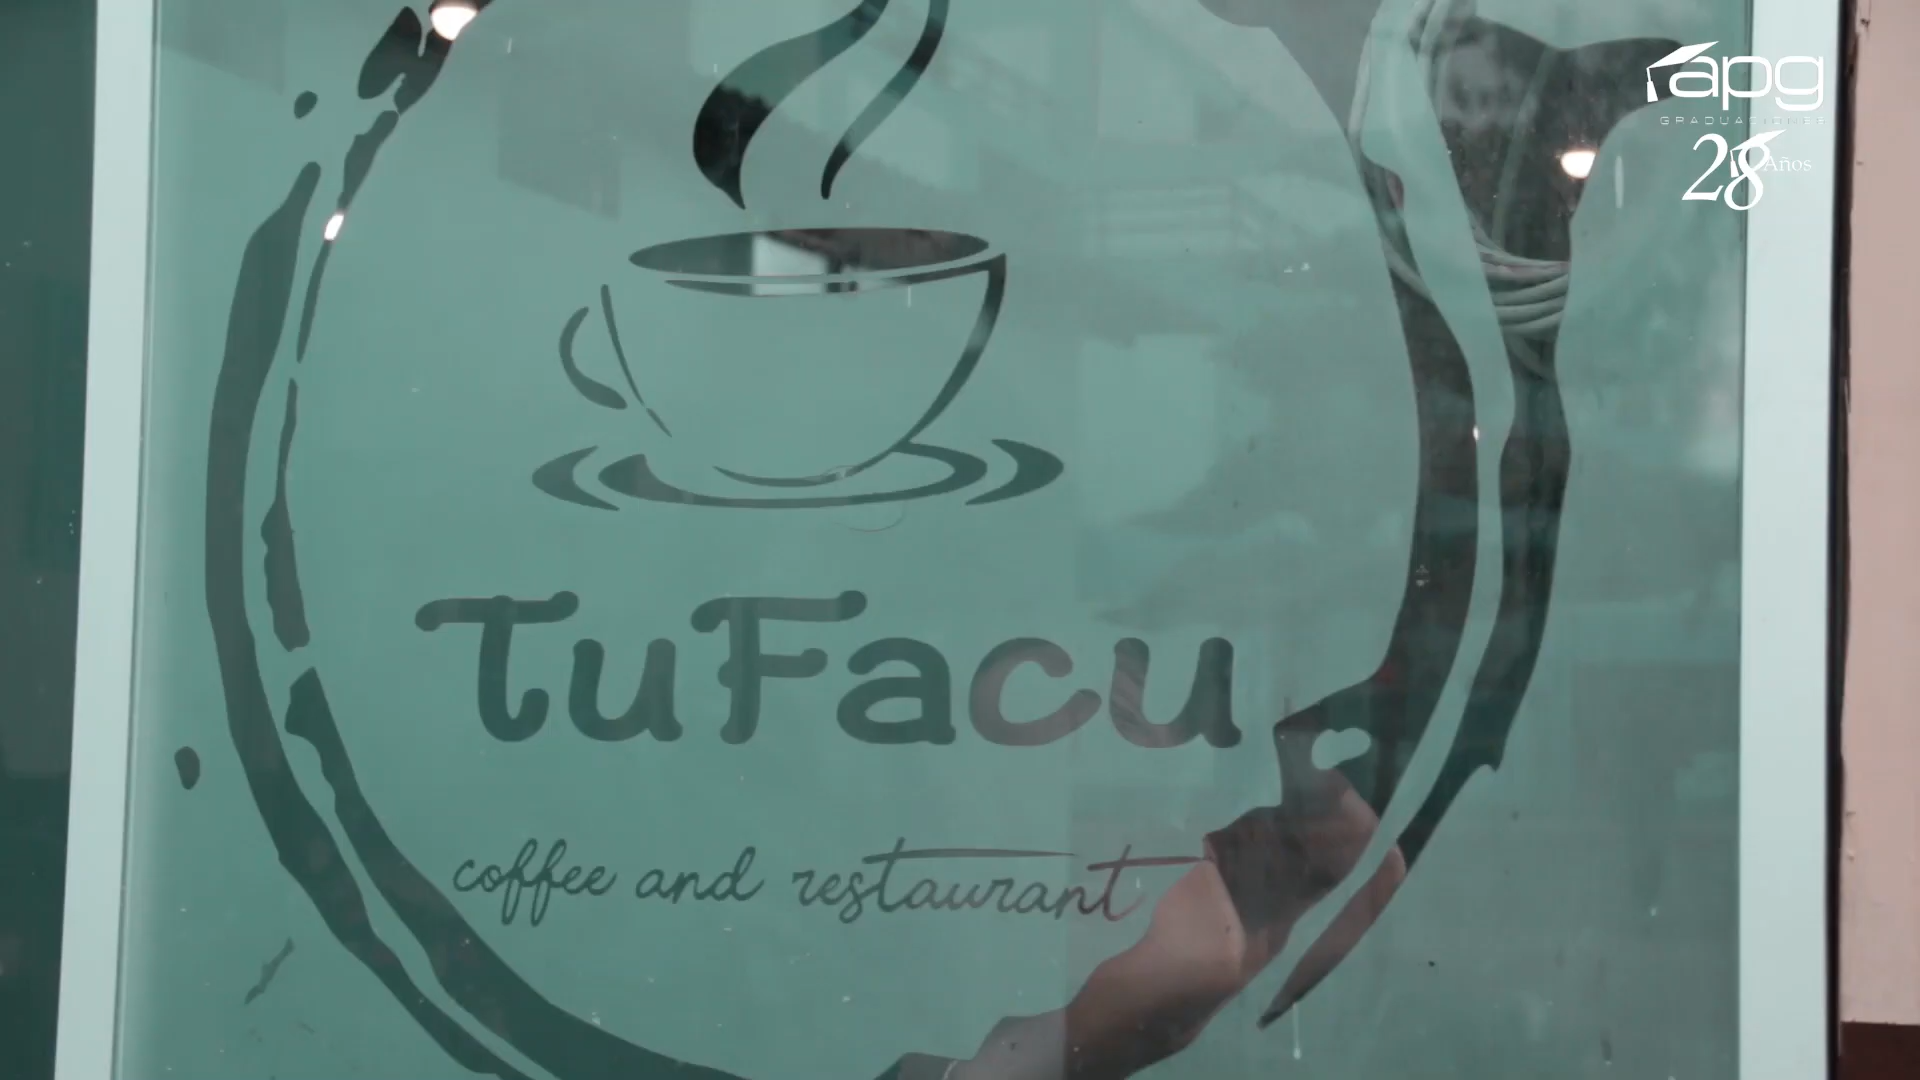 apg
GRADUACIONES
28 Años
TuFacu
coffee and restaurant